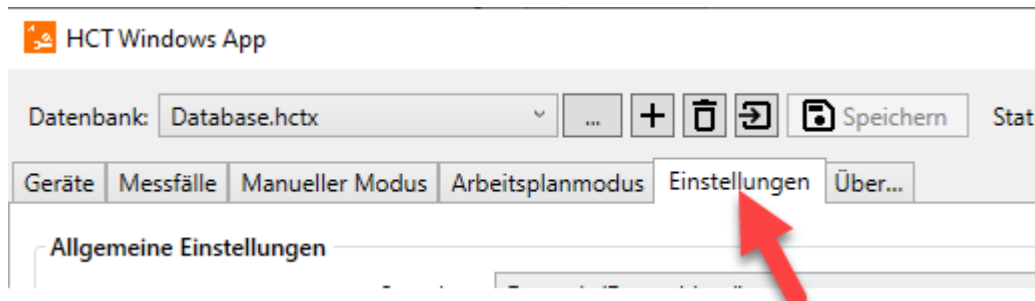 HCT Windows App
Datenbank: Database.hctx ... Speichern Stat
Geräte Messfälle Manueller Modus Arbeitsplanmodus Einstellungen Über...
Allgemeine Einstellungen